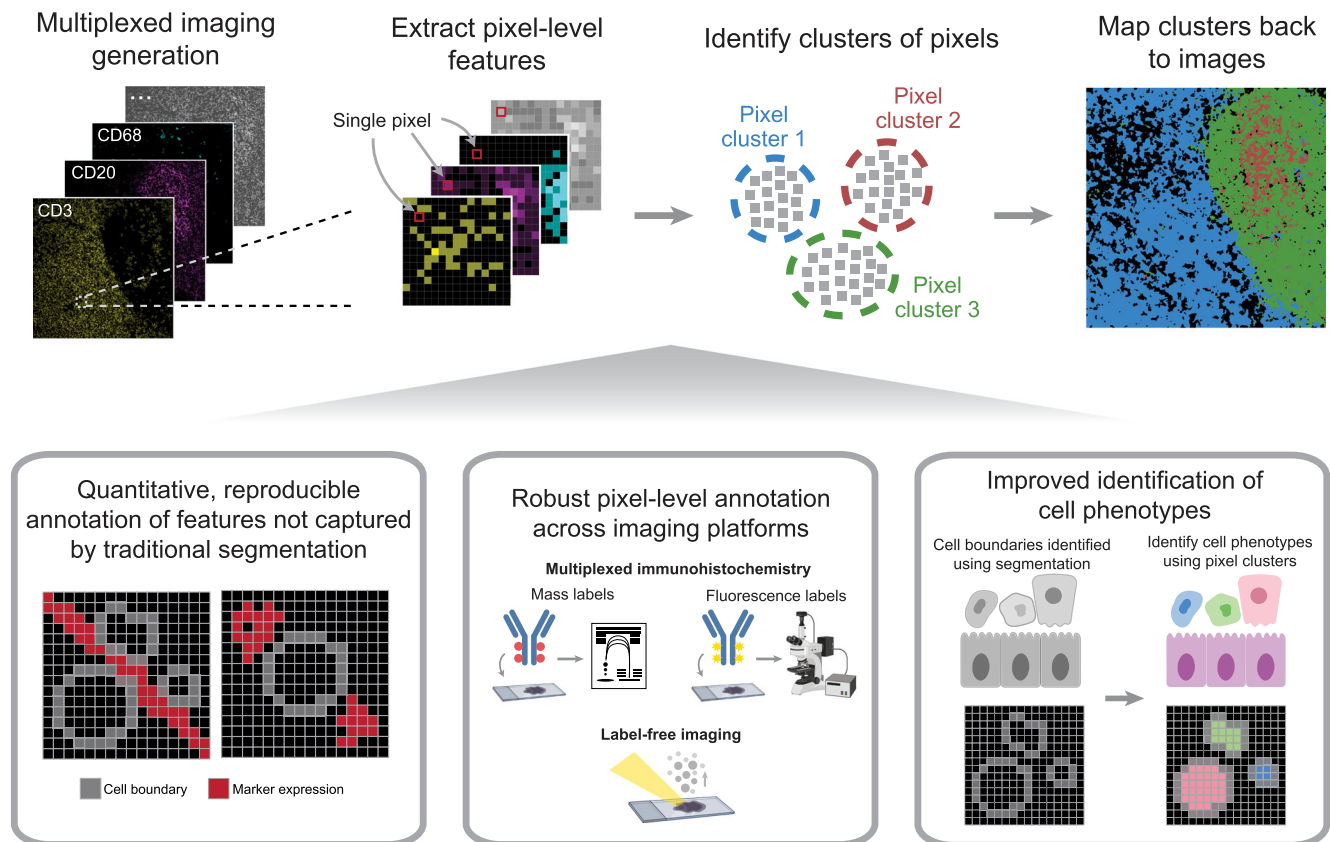 Multiplexed imaging
generation
...
CD68
CD20
CD3
Extract pixel-level
features
Single pixel
Identify clusters of pixels
Pixel
cluster 1
Pixel
cluster 2
Pixel
cluster 3
Map clusters back
to images
Quantitative, reproducible
annotation of features not captured
by traditional segmentation
Cell boundary
Marker expression
Robust pixel-level annotation
across imaging platforms
Multiplexed immunohistochemistry
Mass labels
Fluorescence labels
Label-free imaging
Improved identification of
cell phenotypes
Cell boundaries identified
using segmentation
Identify cell phenotypes
using pixel clusters